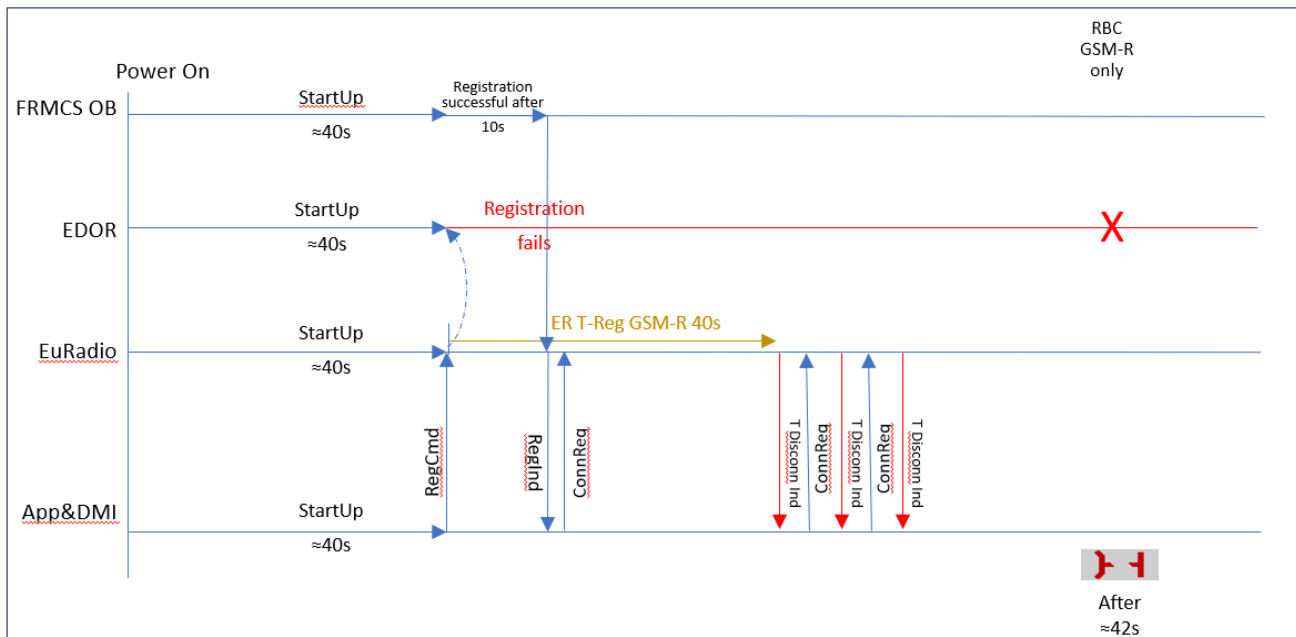 RBC
GSM-R
only
Power On
FRMCS OB
StartUp
≈40s
Registration
successful after
10s
EDOR
StartUp
≈40s
Registration
fails
X
EuRadio
StartUp
≈40s
ER T-Reg GSM-R 40s
RegCmd
RegInd
ConnReq
T Disconn Ind
ConnReq
T Disconn Ind
ConnReq
T Disconn Ind
App&DMI
StartUp
≈40s
After
≈42s